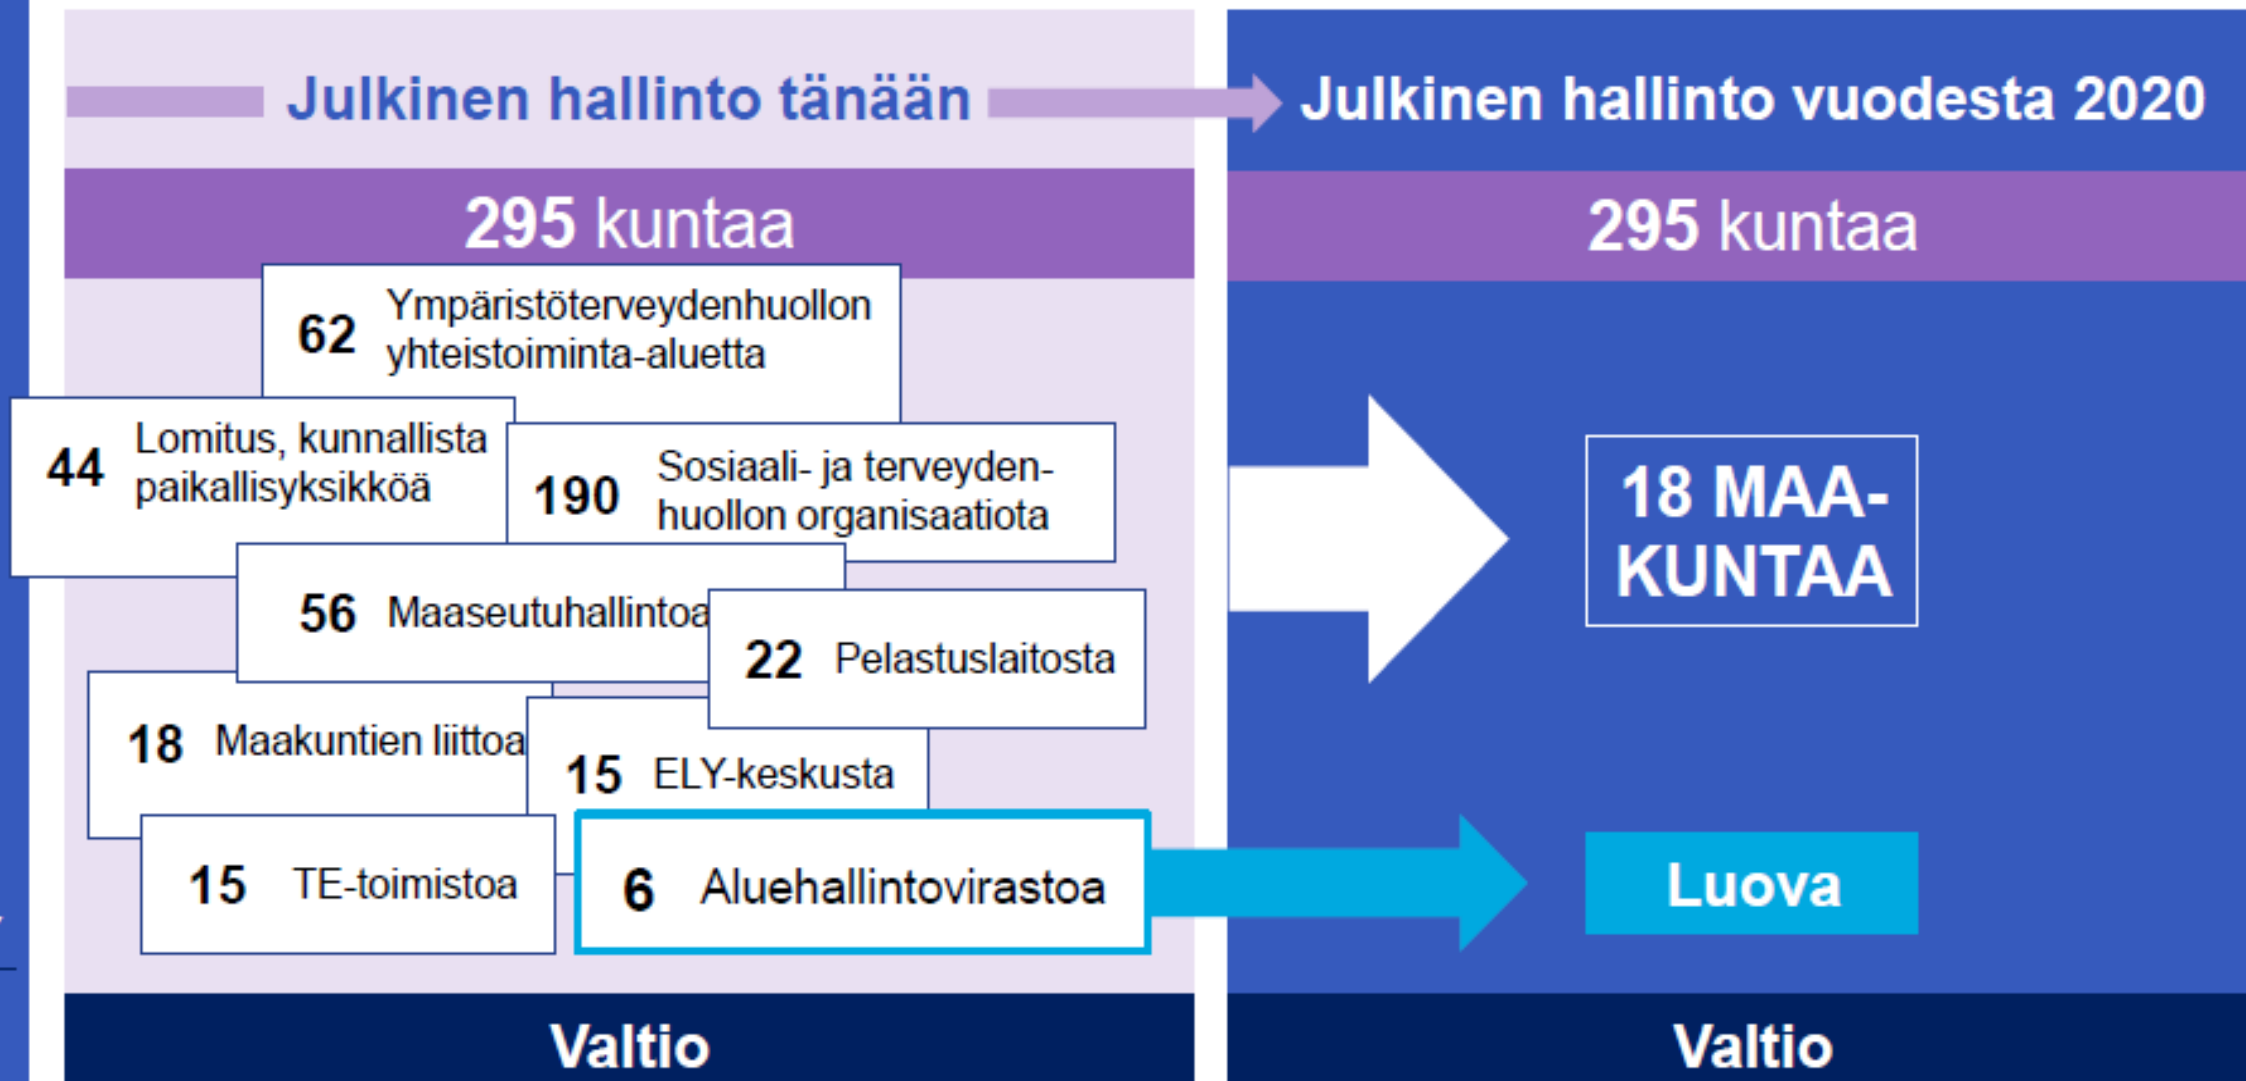 Julkinen hallinto tänään
295 kuntaa
62 Ympäristöterveydenhuollon
yhteistoiminta-aluetta
44 Lomitus, kunnallista
paikallisyksikköä
190 Sosiaali- ja terveyden-
huollon organisaatiota
56 Maaseutuhallintoa
22 Pelastuslaitosta
18 Maakuntien liittoa
15 ELY-keskusta
15 TE-toimistoa
6 Aluehallintovirastoa
Valtio
Julkinen hallinto vuodesta 2020
295 kuntaa
18 MAA-
KUNTAA
Luova
Valtio